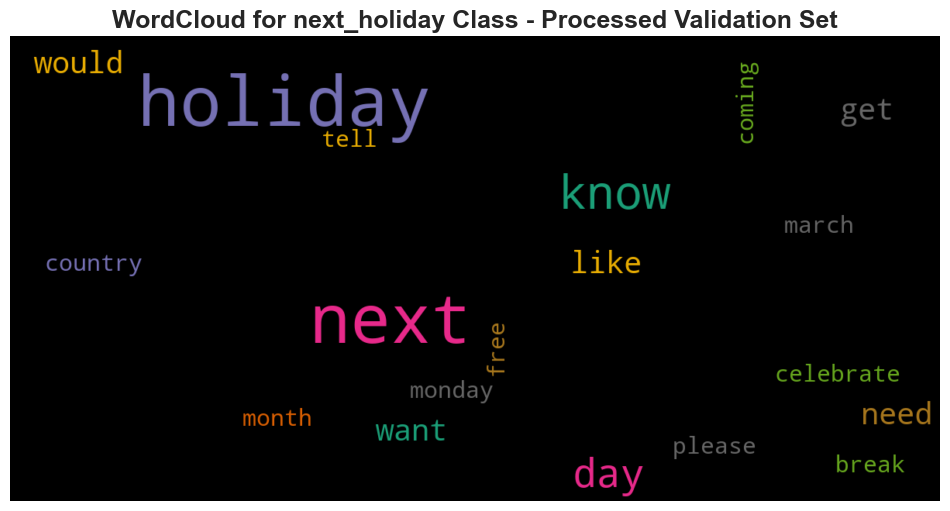 WordCloud for next_holiday Class - Processed Validation Set
would
holiday
tell
coming
get
know
march
like
country
next
free
monday
celebrate
month
want
need
please
day
break